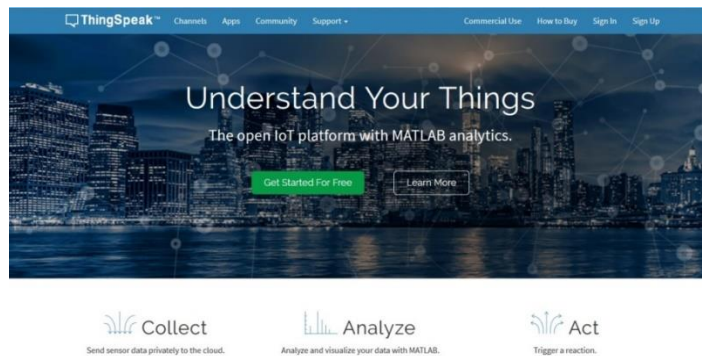 ThingSpeak™ Channels Apps Community Support Commercial Use How to Buy Sign In Sign Up
Understand Your Things
The open IoT platform with MATLAB analytics.
Get Started For Free Learn More
Collect Analyze Act
Send sensor data privately to the cloud. Analyze and visualize your data with MATLAB. Trigger a reaction.